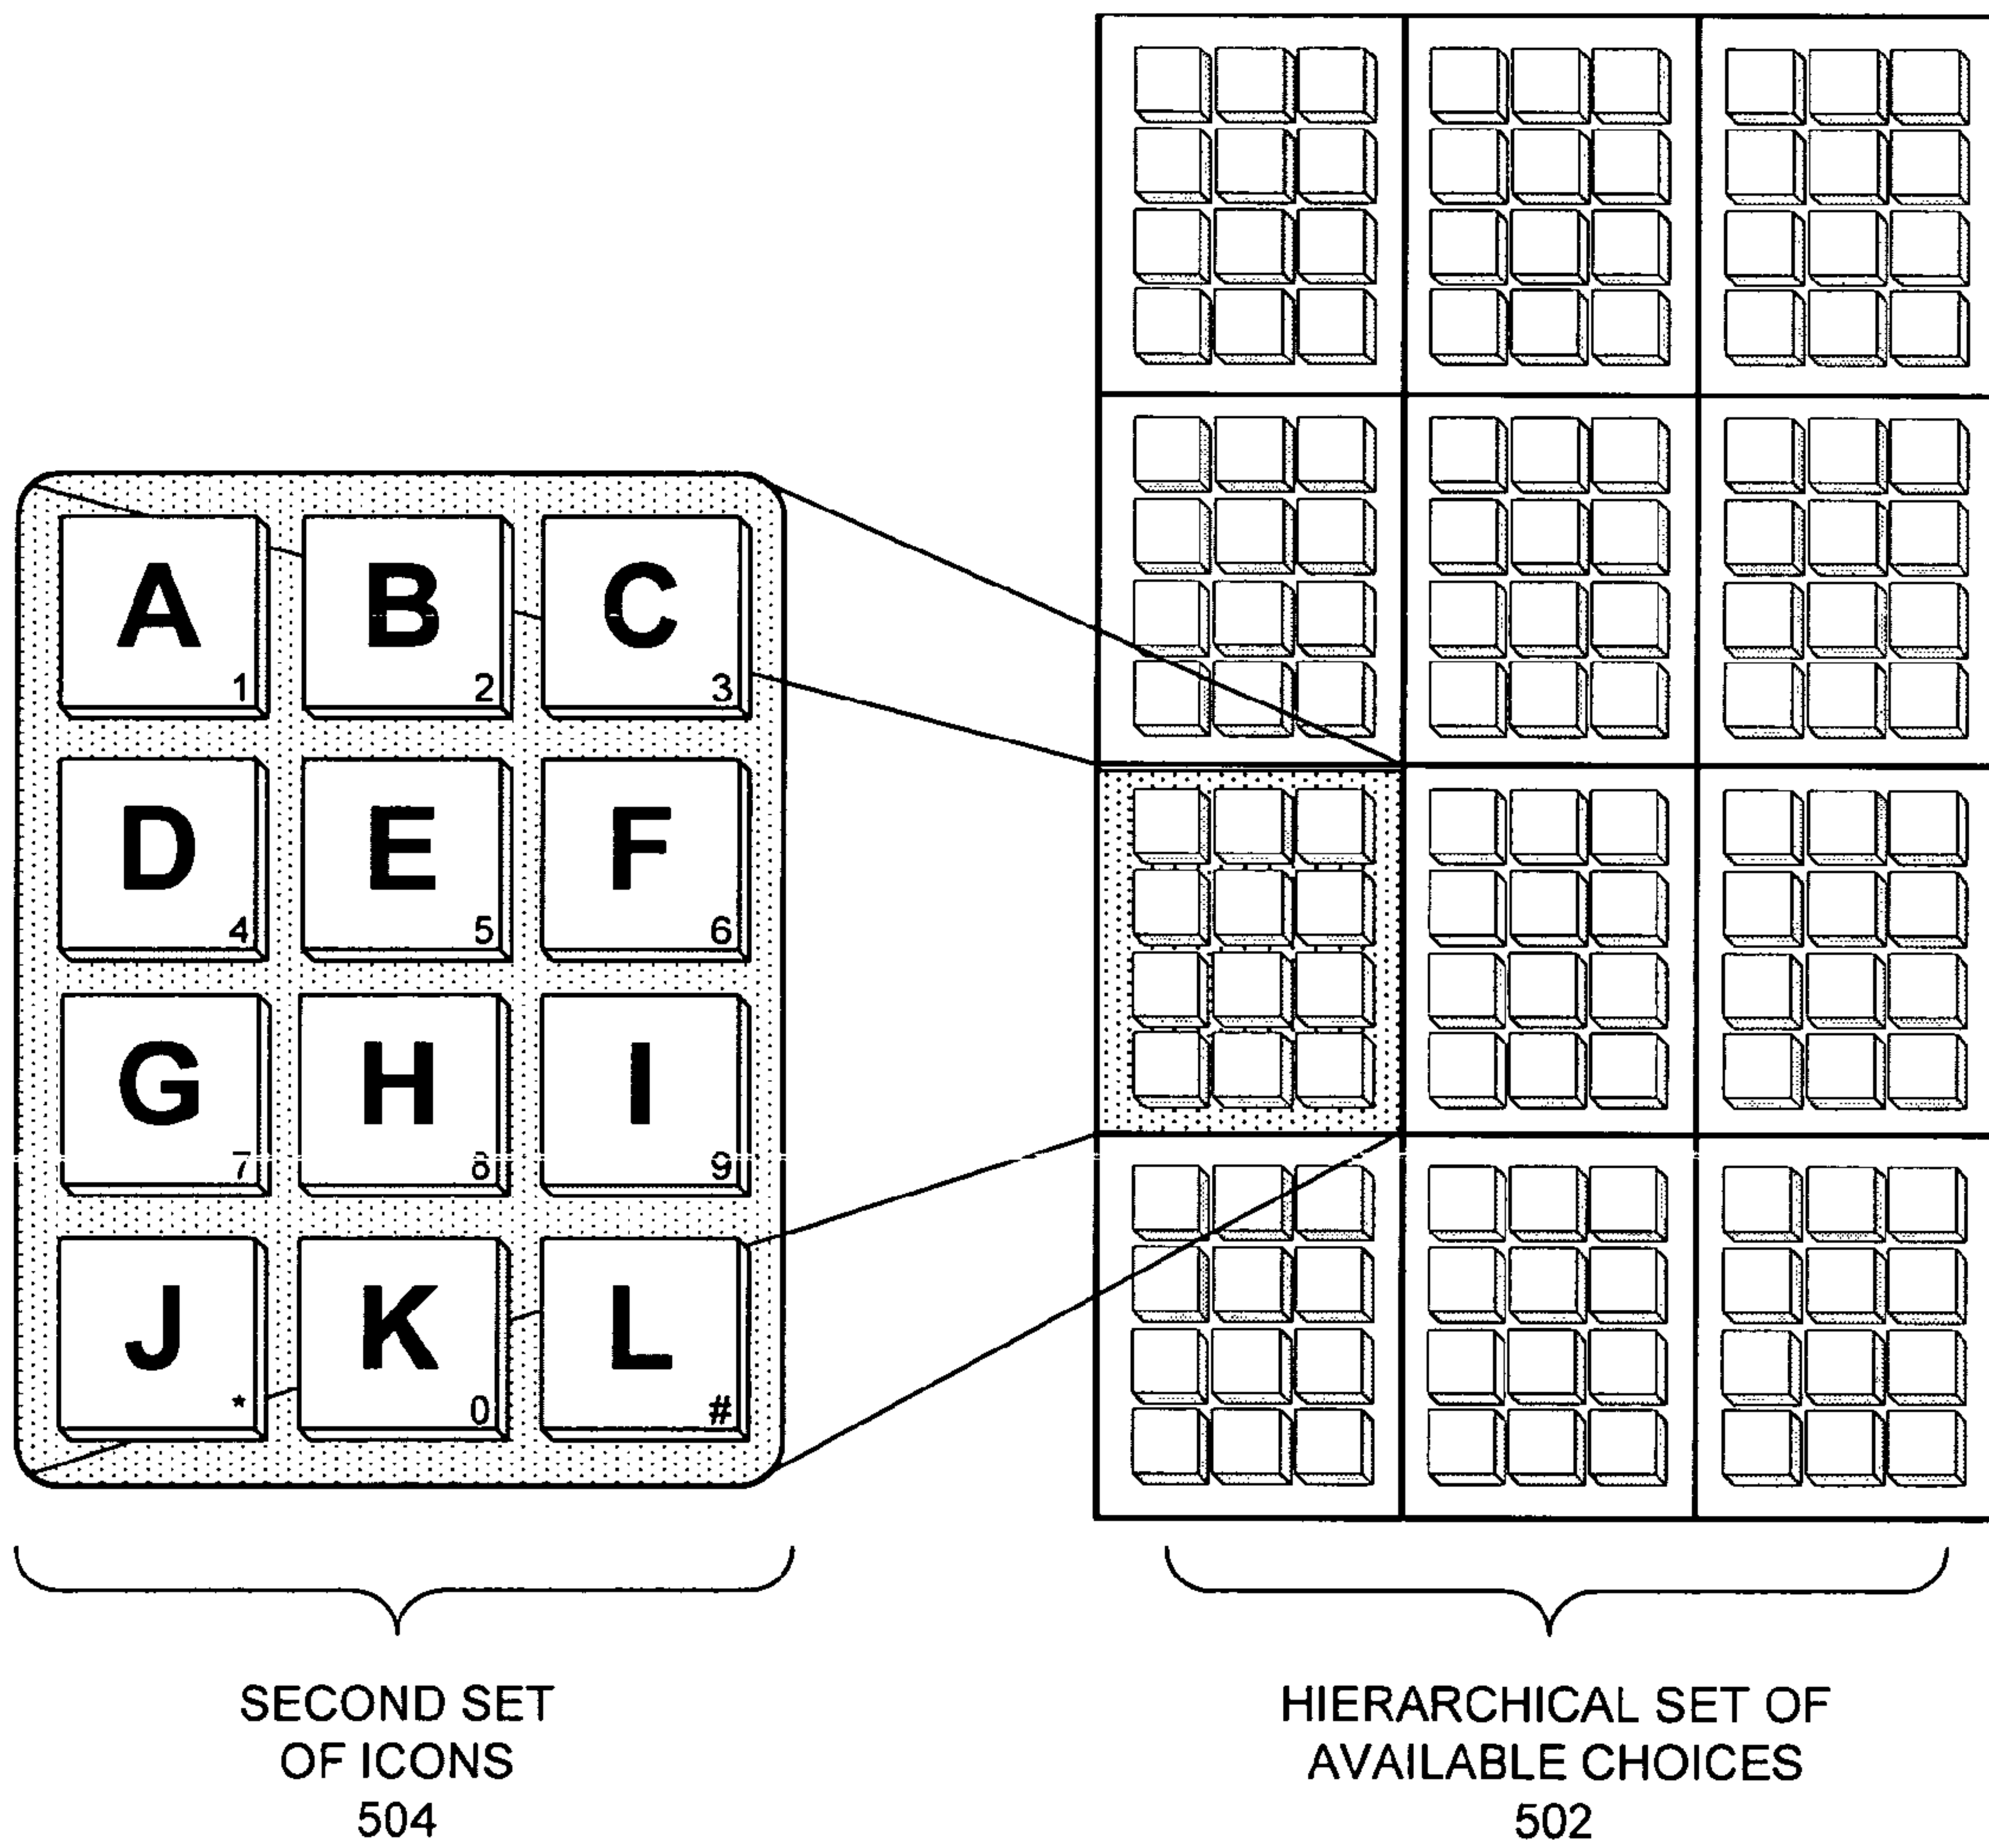 A
1
B
2
C
3
D
4
E
5
F
6
G
7
H
8
I
9
J
*
K
0
L
#
SECOND SET
OF ICONS
504
HIERARCHICAL SET OF
AVAILABLE CHOICES
502